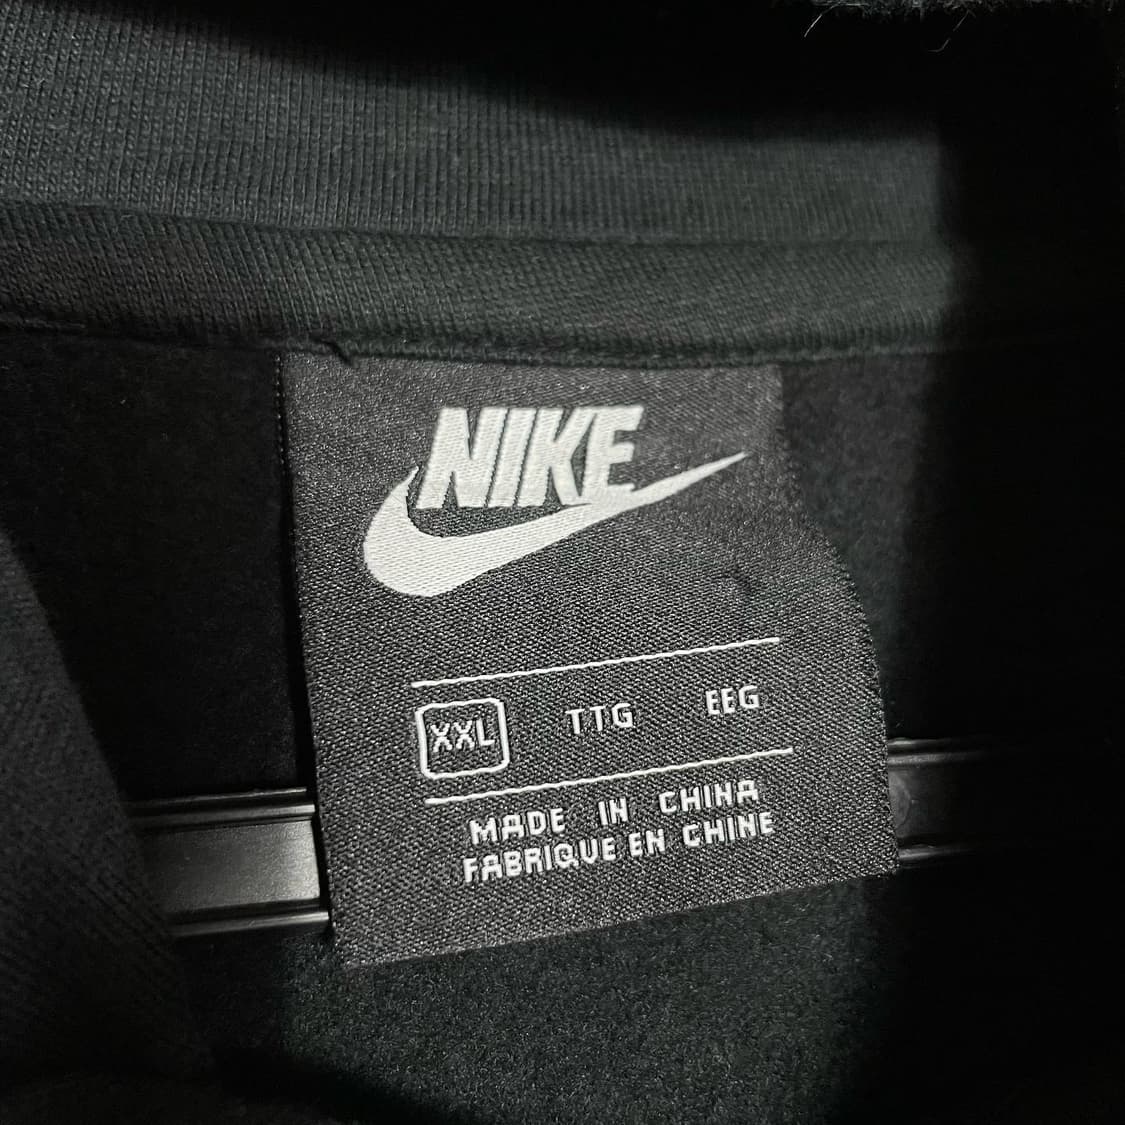 NIKE
XXL TTG EEG
MADE IN CHINA
FABRIQUE EN CHINE